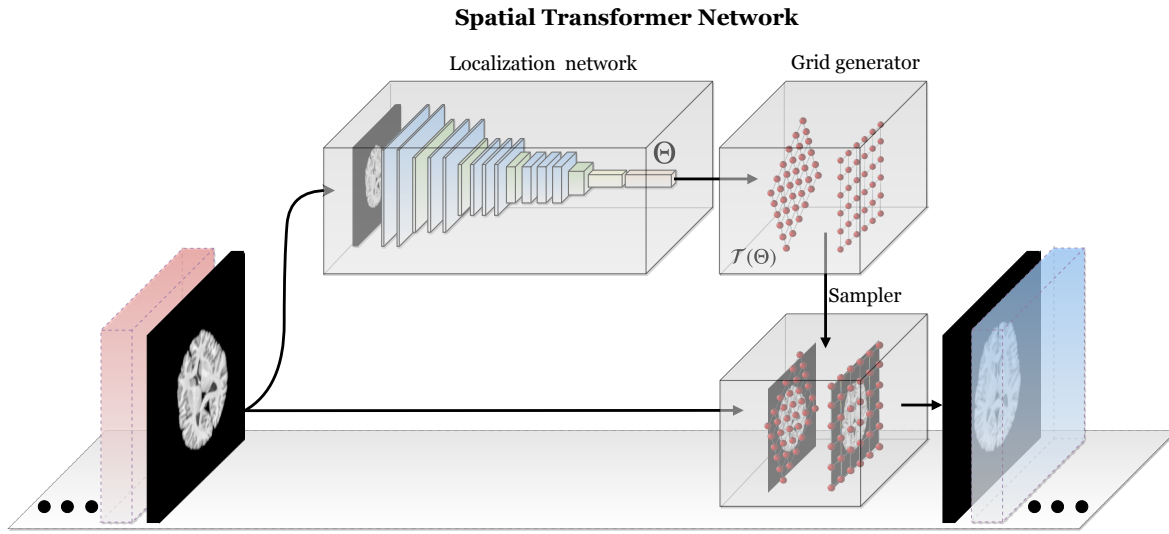 Spatial Transformer Network
Localization network
Grid generator
Θ
𝒯(Θ)
Sampler